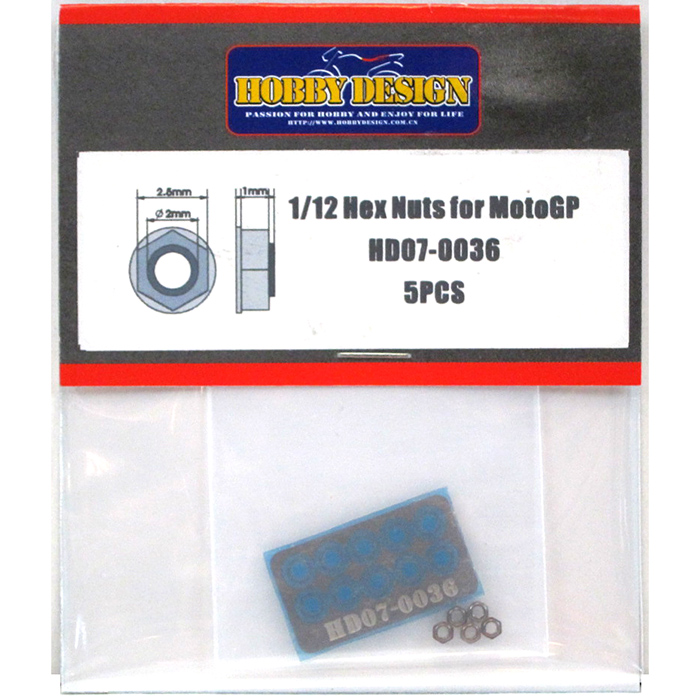 HOBBY DESIGN
PASSION FOR HOBBY AND ENJOY FOR LIFE
HTTP://WWW.HOBBYDESIGN.COM.CN
2.5mm
1mm
Ø2mm
1/12 Hex Nuts for MotoGP
HD07-0036
5PCS
HD07-0036